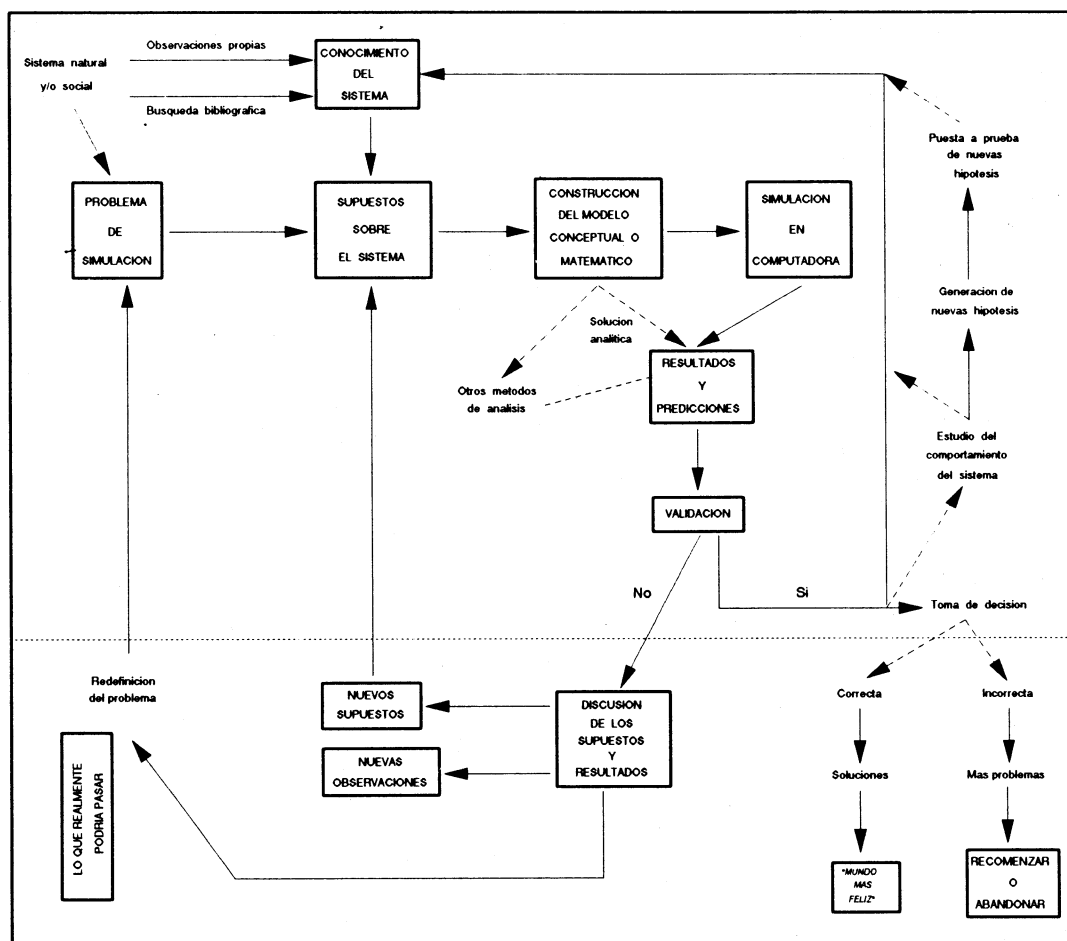 Observaciones propias
Sistema natural
y/o social
Busqueda bibliografica
CONOCIMIENTO
DEL
SISTEMA
Puesta a prueba
de nuevas
hipotesis
PROBLEMA
DE
SIMULACION
SUPUESTOS
SOBRE
EL SISTEMA
CONSTRUCCION
DEL MODELO
CONCEPTUAL O
MATEMATICO
SIMULACION
EN
COMPUTADORA
Generacion de
nuevas hipotesis
Solucion
analítica
Otros metodos
de analisis
RESULTADOS
Y
PREDICCIONES
Estudio del
comportamiento
del sistema
VALIDACION
No
Si
Toma de decision
Redefinicion
del problema
NUEVOS
SUPUESTOS
NUEVAS
OBSERVACIONES
DISCUSION
DE LOS
SUPUESTOS
Y
RESULTADOS
Correcta
Incorrecta
Soluciones
Mas problemas
LO QUE REALMENTE
PODRIA PASAR
"MUNDO
MAS
FELIZ"
RECOMENZAR
O
ABANDONAR